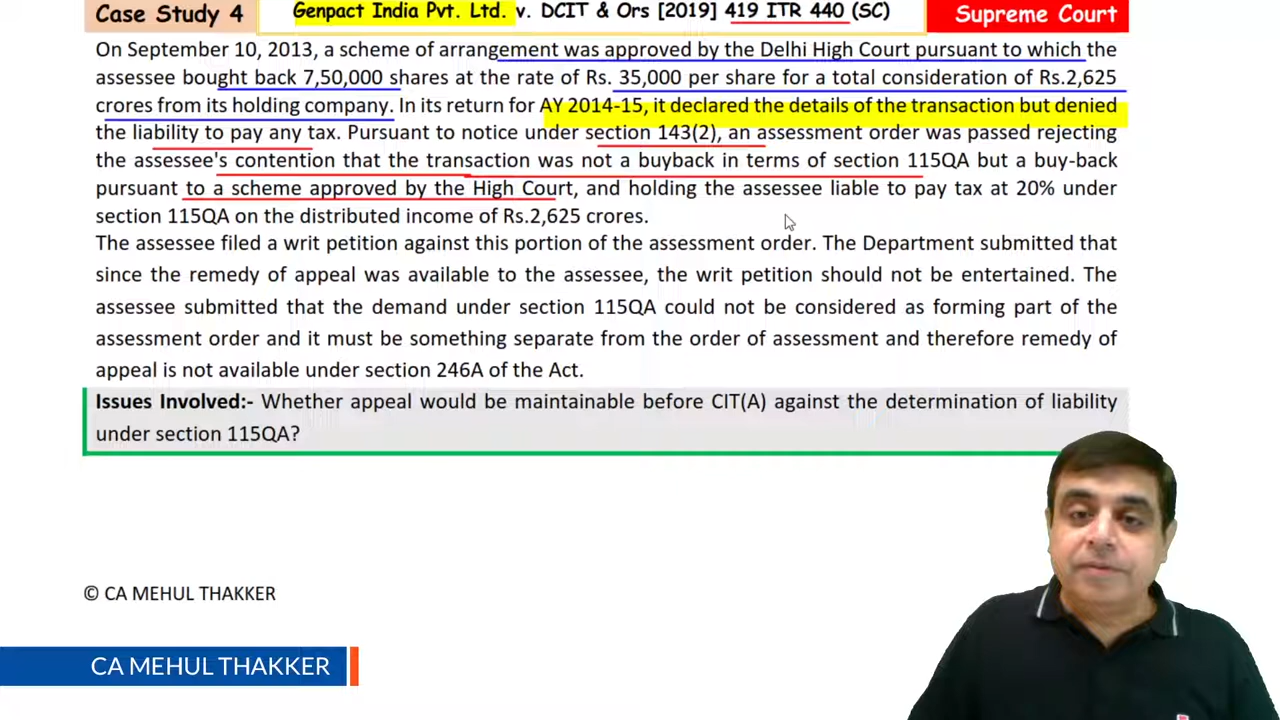 Case Study 4
Genpact India Pvt. Ltd. v. DCIT & Ors [2019] 419 ITR 440 (SC)
Supreme Court
On September 10, 2013, a scheme of arrangement was approved by the Delhi High Court pursuant to which the
assessee bought back 7,50,000 shares at the rate of Rs. 35,000 per share for a total consideration of Rs.2,625
crores from its holding company. In its return for AY 2014-15, it declared the details of the transaction but denied
the liability to pay any tax. Pursuant to notice under section 143(2), an assessment order was passed rejecting
the assessee's contention that the transaction was not a buyback in terms of section 115QA but a buy-back
pursuant to a scheme approved by the High Court, and holding the assessee liable to pay tax at 20% under
section 115QA on the distributed income of Rs.2,625 crores.
The assessee filed a writ petition against this portion of the assessment order. The Department submitted that
since the remedy of appeal was available to the assessee, the writ petition should not be entertained. The
assessee submitted that the demand under section 115QA could not be considered as forming part of the
assessment order and it must be something separate from the order of assessment and therefore remedy of
appeal is not available under section 246A of the Act.
Issues Involved:- Whether appeal would be maintainable before CIT(A) against the determination of liability
under section 115QA?
© CA MEHUL THAKKER
CA MEHUL THAKKER